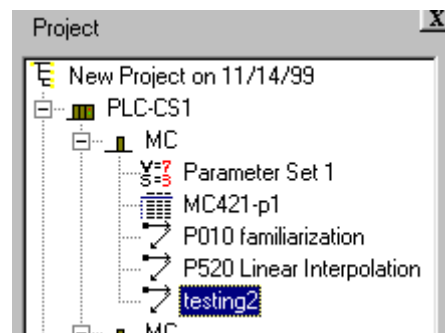 Project
X
New Project on 11/14/99
PLC-CS1
MC
Parameter Set 1
MC421-p1
P010 familiarization
P520 Linear Interpolation
testing2
MC